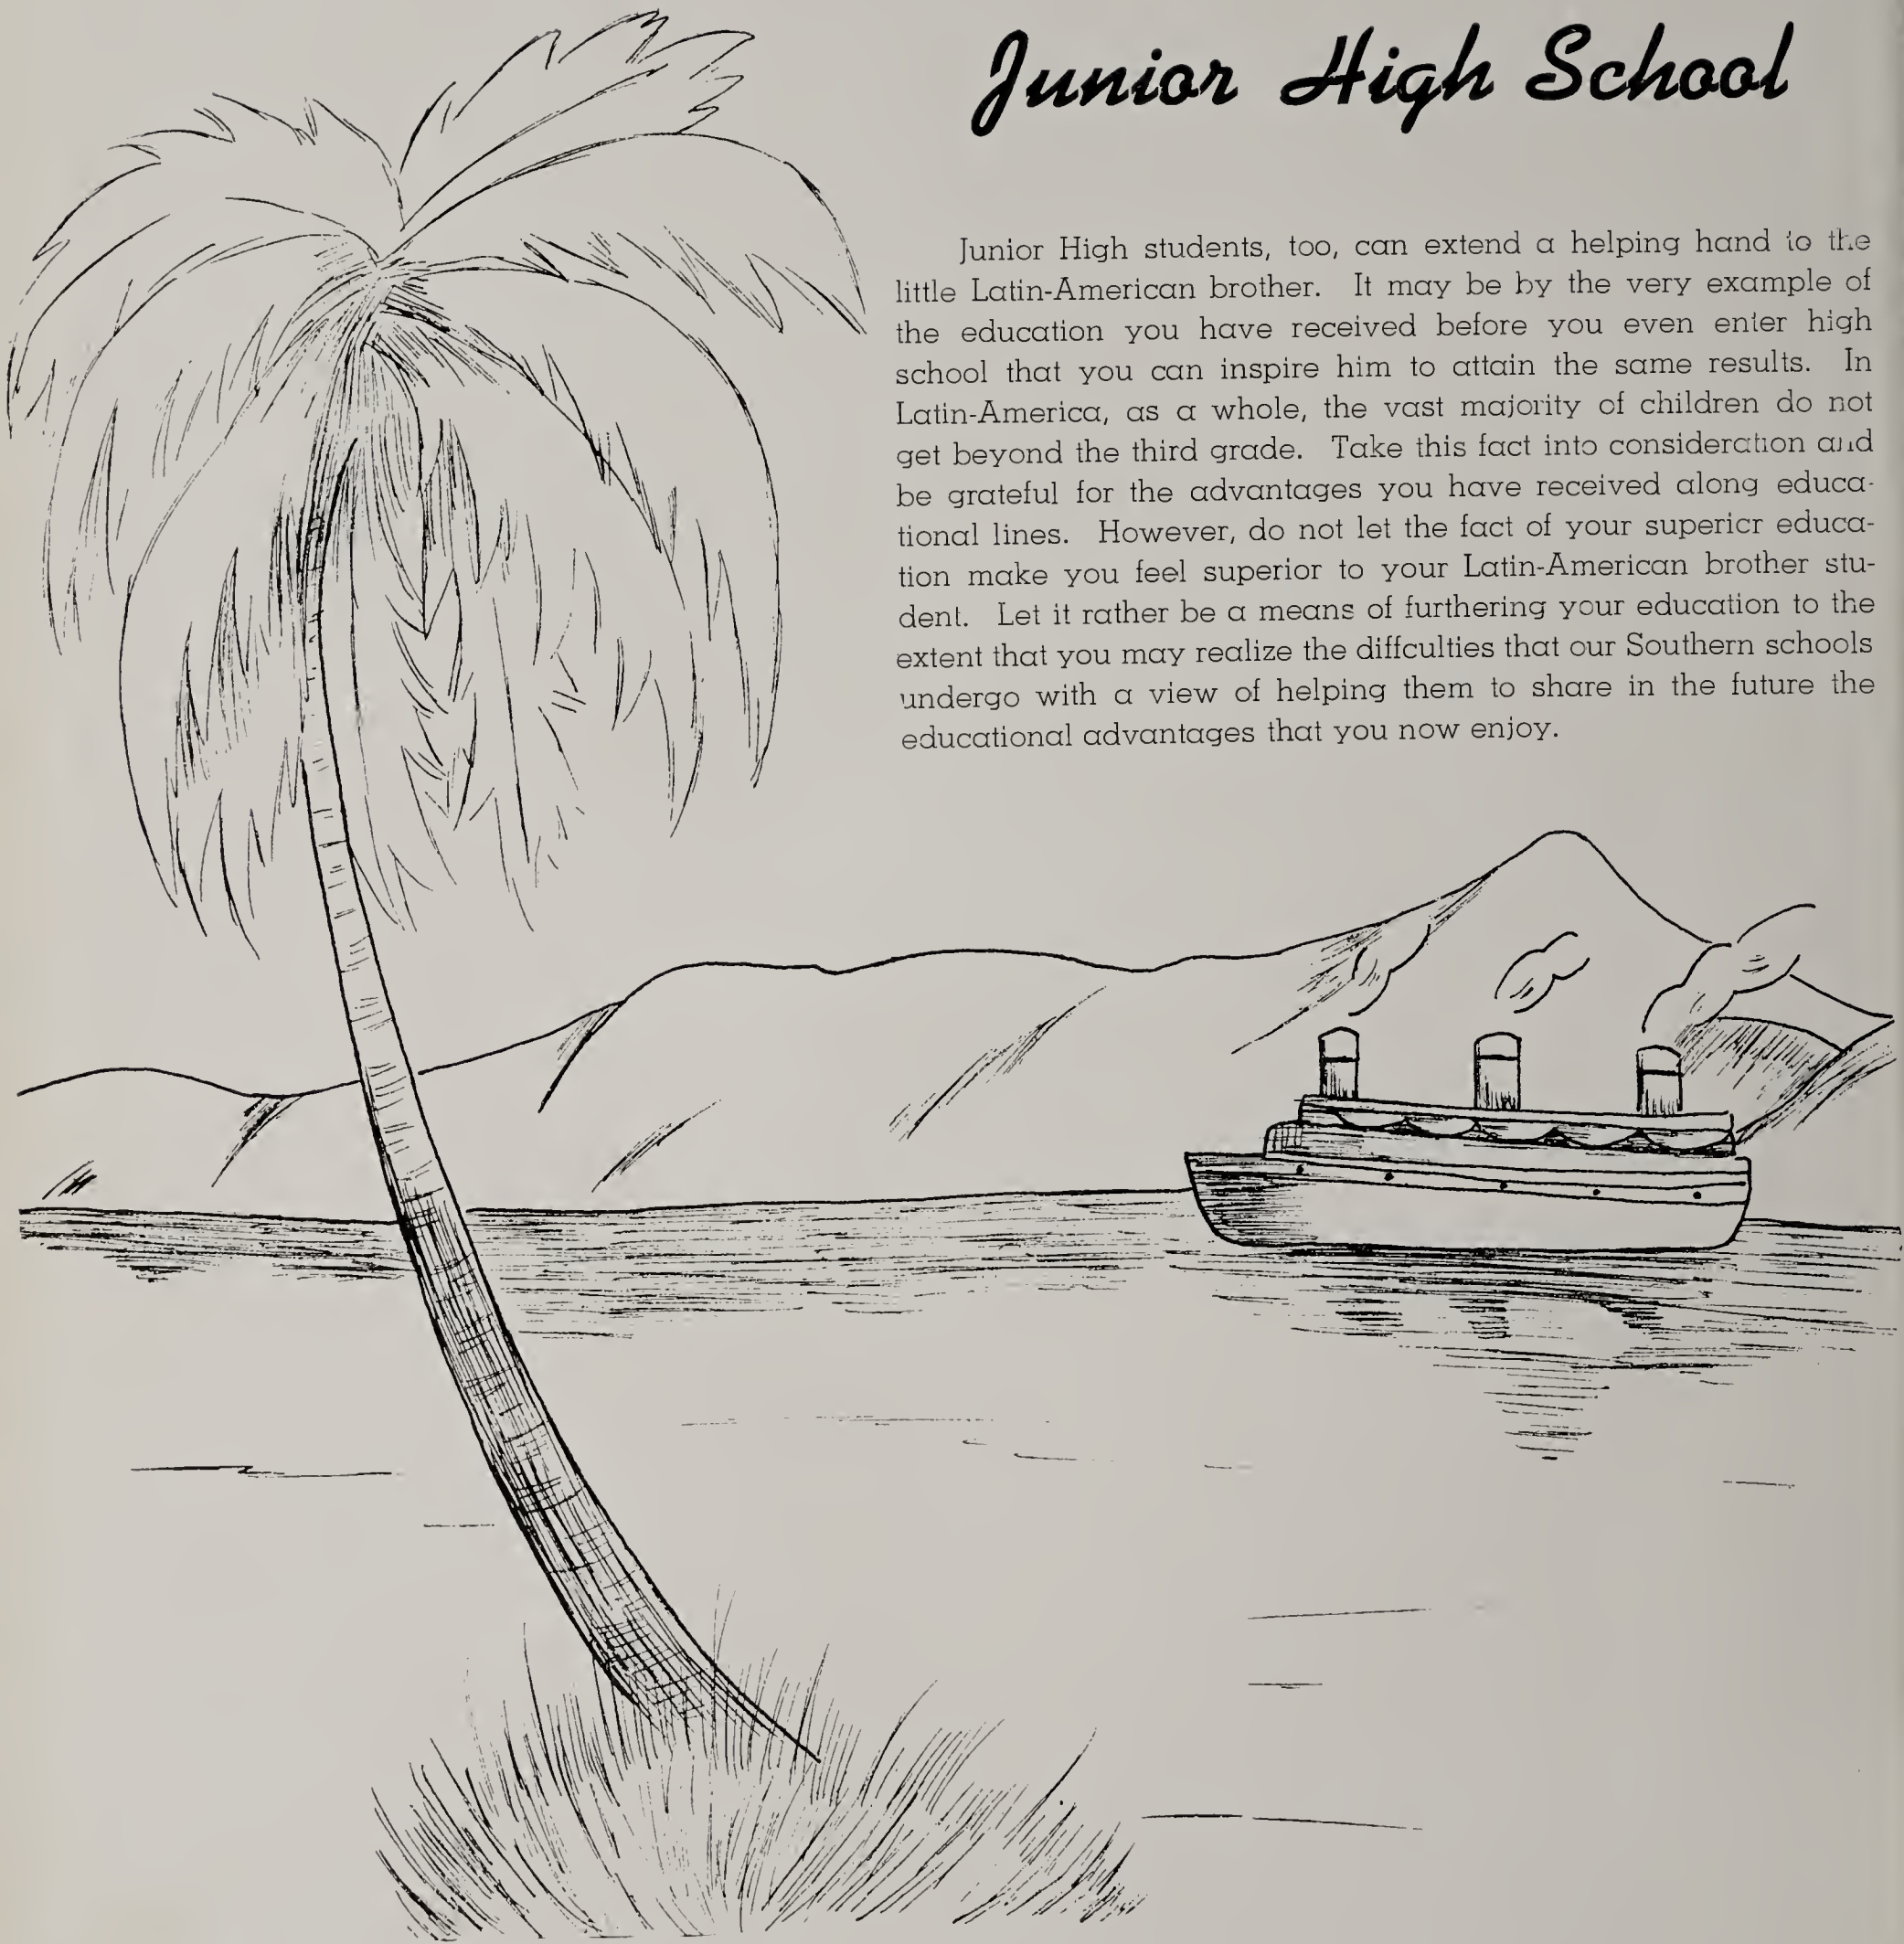 Junior High School
Junior High students, too, can extend a helping hand to the
little Latin-American brother. It may be by the very example of
the education you have received before you even enter high
school that you can inspire him to attain the same results. In
Latin-America, as a whole, the vast majority of children do not
get beyond the third grade. Take this fact into consideration and
be grateful for the advantages you have received along educa-
tional lines. However, do not let the fact of your superior educa-
tion make you feel superior to your Latin-American brother stu-
dent. Let it rather be a means of furthering your education to the
extent that you may realize the diffculties that our Southern schools
undergo with a view of helping them to share in the future the
educational advantages that you now enjoy.